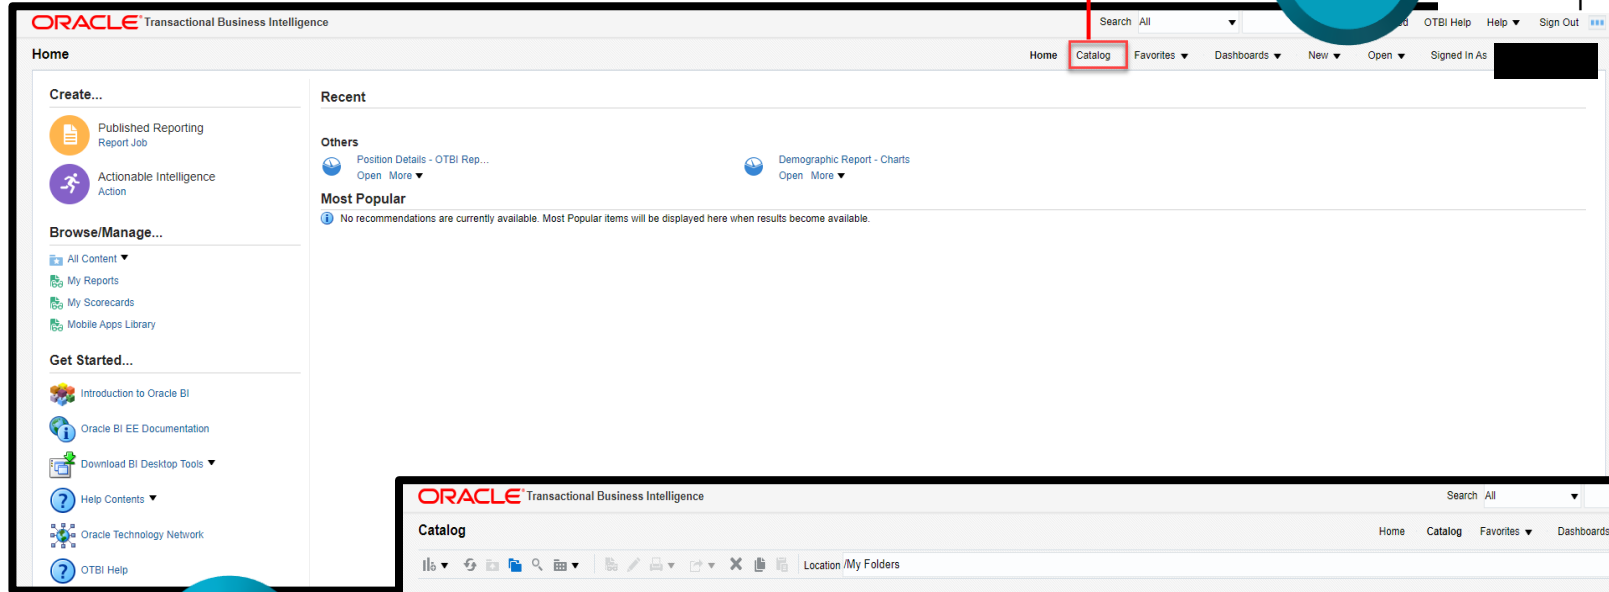 ORACLE Transactional Business Intelligence
Search All OTBI Help Help Sign Out
Home
Home Catalog Favorites Dashboards New Open Signed In As
Create...
Published Reporting
Report Job
Actionable Intelligence
Action
Browse/Manage...
All Content
My Reports
My Scorecards
Mobile Apps Library
Get Started...
Introduction to Oracle BI
Oracle BI EE Documentation
Download BI Desktop Tools
Help Contents
Oracle Technology Network
OTBI Help
Recent
Others
Position Details - OTBI Rep...
Open More
Demographic Report - Charts
Open More
Most Popular
No recommendations are currently available. Most Popular items will be displayed here when results become available.
ORACLE Transactional Business Intelligence
Search All
Catalog
Home Catalog Favorites Dashboards
Location /My Folders